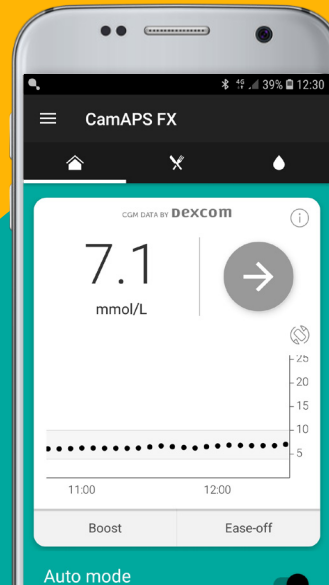 4G 39% 12:30
CamAPS FX
CGM DATA BY Dexcom
7.1
mmol/L
25
20
15
10
5
11:00 12:00
Boost Ease-off
Auto mode